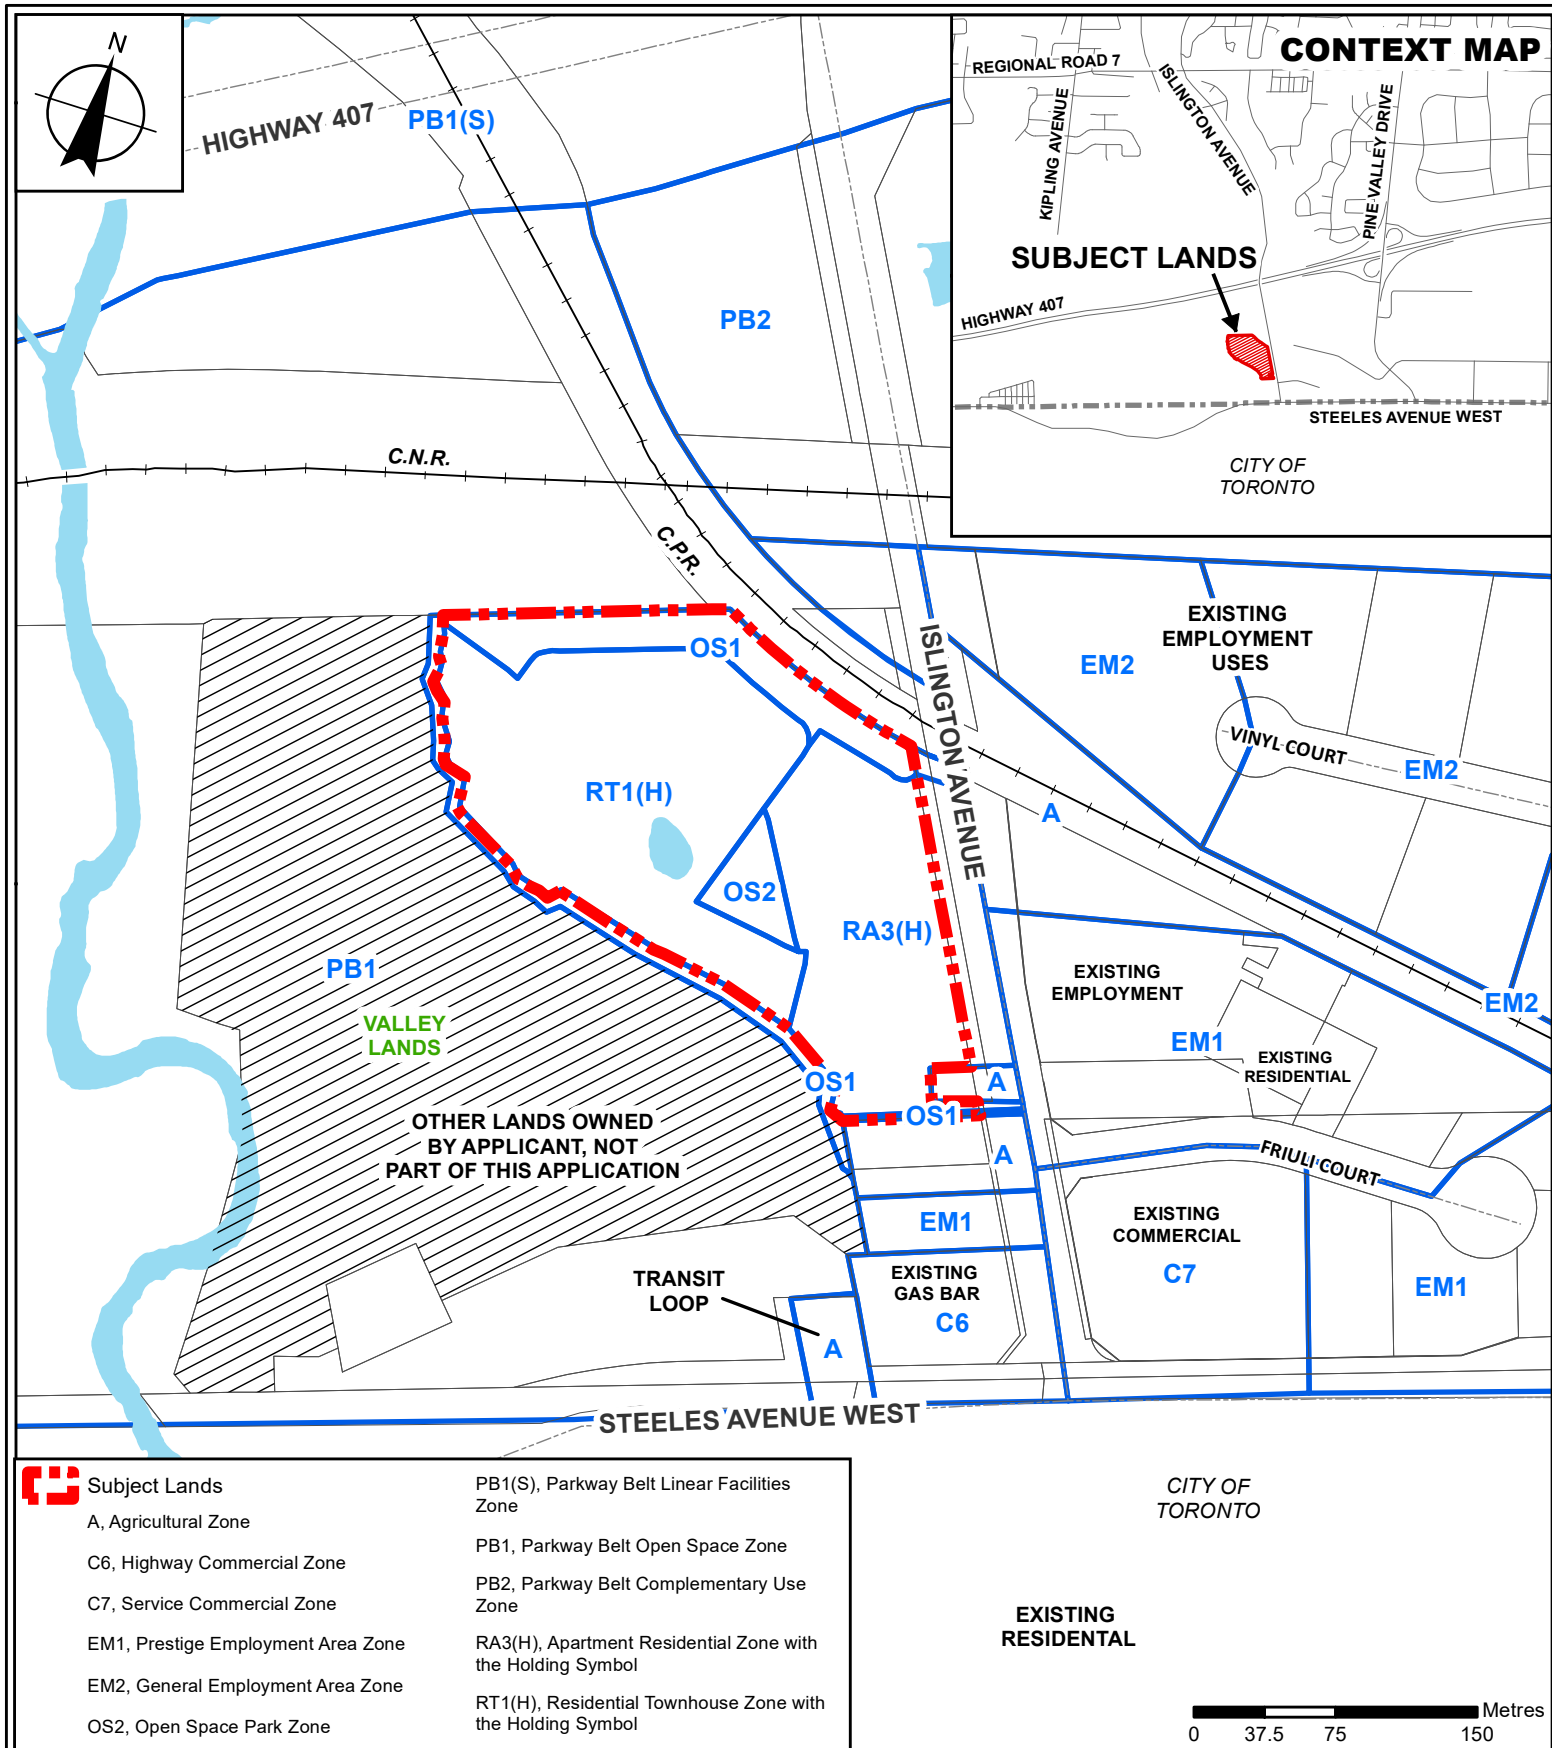 N
HIGHWAY 407
PB1(S)
CONTEXT MAP
REGIONAL ROAD 7
KIPLING AVENUE
ISLINGTON AVENUE
PINE VALLEY DRIVE
SUBJECT LANDS
HIGHWAY 407
STEELES AVENUE WEST
CITY OF
TORONTO
PB2
C.N.R.
C.P.R.
OS1
ISLINGTON AVENUE
EXISTING
EMPLOYMENT
USES
EM2
VINYL COURT
EM2
RT1(H)
A
OS2
RA3(H)
PB1
VALLEY
LANDS
EXISTING
EMPLOYMENT
EM2
EM1
EXISTING
RESIDENTIAL
OS1
A
OS1
OTHER LANDS OWNED
BY APPLICANT, NOT
PART OF THIS APPLICATION
A
FRIULI COURT
EM1
EXISTING
COMMERCIAL
C7
EM1
TRANSIT
LOOP
EXISTING
GAS BAR
C6
A
STEELES AVENUE WEST
Subject Lands
A, Agricultural Zone
C6, Highway Commercial Zone
C7, Service Commercial Zone
EM1, Prestige Employment Area Zone
EM2, General Employment Area Zone
OS2, Open Space Park Zone
PB1(S), Parkway Belt Linear Facilities
Zone
PB1, Parkway Belt Open Space Zone
PB2, Parkway Belt Complementary Use
Zone
RA3(H), Apartment Residential Zone with
the Holding Symbol
RT1(H), Residential Townhouse Zone with
the Holding Symbol
CITY OF
TORONTO
EXISTING
RESIDENTAL
Metres
0 37.5 75 150